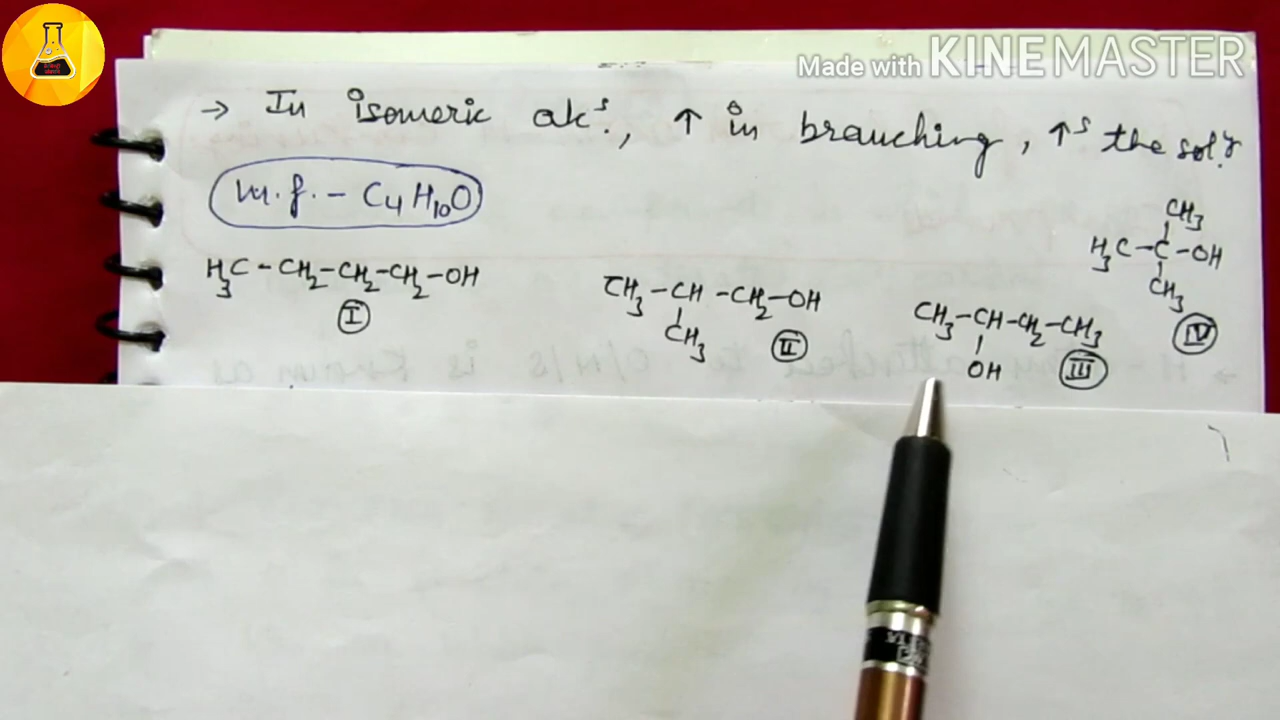 Made with KINEMASTER
→ In isomeric alc.ˢ, ↑ in branching, ↑ˢ the sol.ʸ
m.f. - C₄H₁₀O
H₃C-CH₂-CH₂-CH₂-OH
I
CH₃-CH-CH₂-OH
CH₃
II
CH₃-CH-CH₂-CH₃
OH
III
CH₃
H₃C-C-OH
CH₃
IV